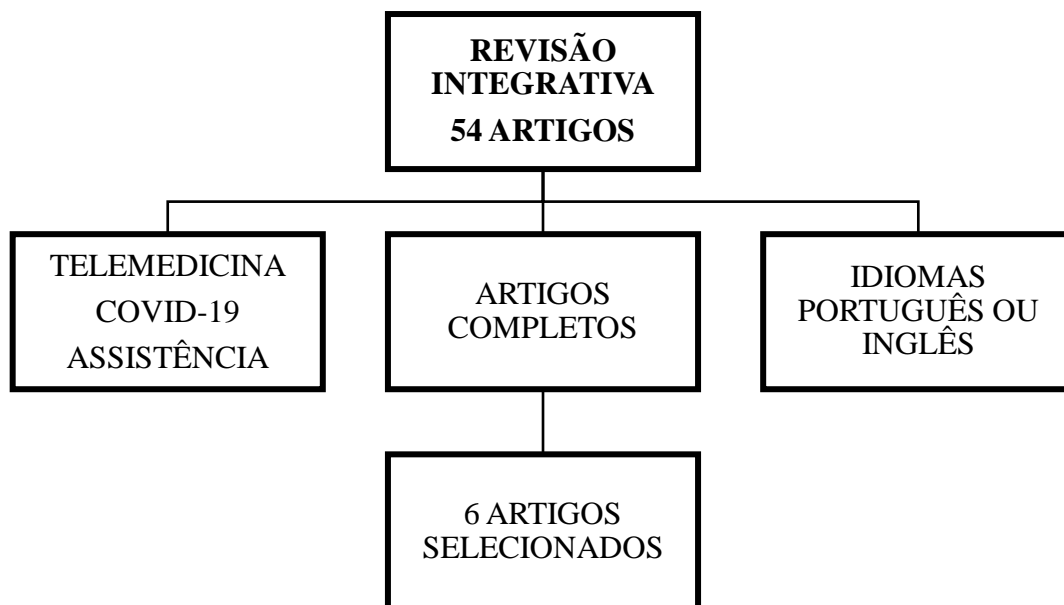 REVISÃO
INTEGRATIVA
54 ARTIGOS
TELEMEDICINA
COVID-19
ASSISTÊNCIA
ARTIGOS
COMPLETOS
IDIOMAS
PORTUGUÊS OU
INGLÊS
6 ARTIGOS
SELECIONADOS